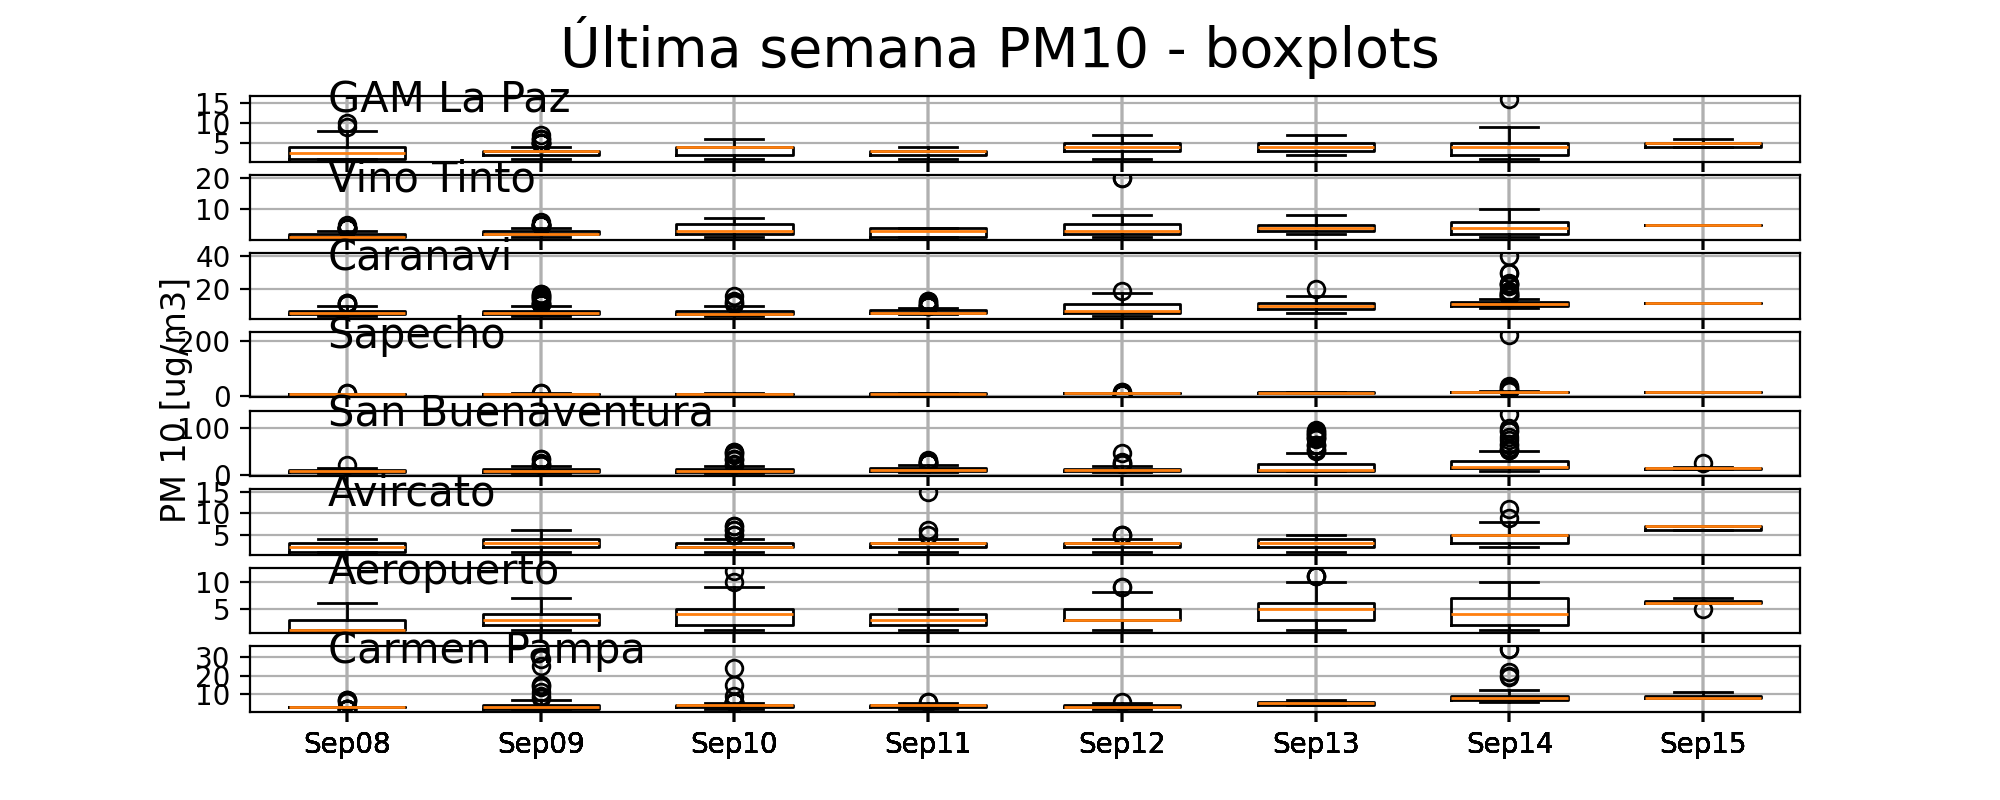 Última semana PM10 - boxplots
PM 10 [ug/m3]
GAM La Paz
15
10
5
Vino Tinto
20
10
Caranavi
40
20
Sapecho
200
0
San Buenaventura
100
0
Avircato
15
10
5
Aeropuerto
10
5
Carmen Pampa
30
20
10
Sep08 Sep09 Sep10 Sep11 Sep12 Sep13 Sep14 Sep15